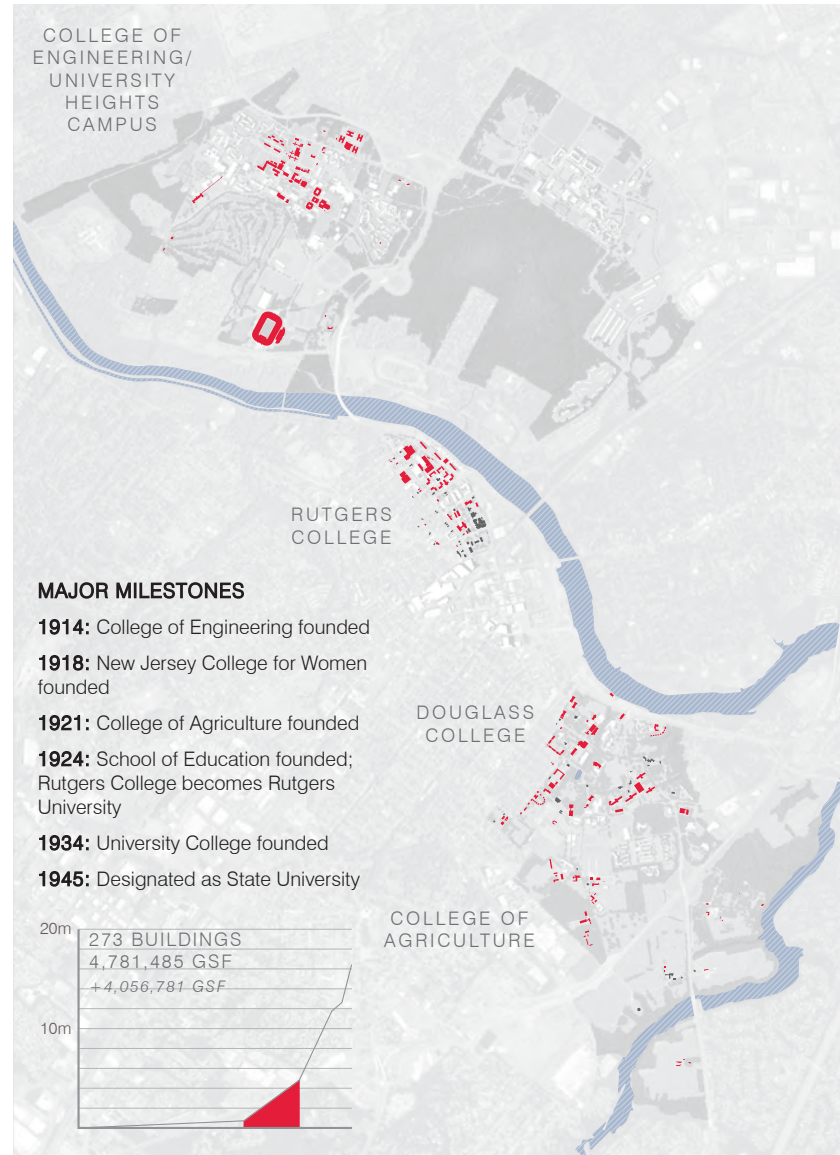 COLLEGE OF
ENGINEERING/
UNIVERSITY
HEIGHTS
CAMPUS
RUTGERS
COLLEGE
MAJOR MILESTONES
1914: College of Engineering founded
1918: New Jersey College for Women
founded
1921: College of Agriculture founded
1924: School of Education founded;
Rutgers College becomes Rutgers
University
1934: University College founded
1945: Designated as State University
DOUGLASS
COLLEGE
COLLEGE OF
AGRICULTURE
20m
273 BUILDINGS
4,781,485 GSF
+4,056,781 GSF
10m